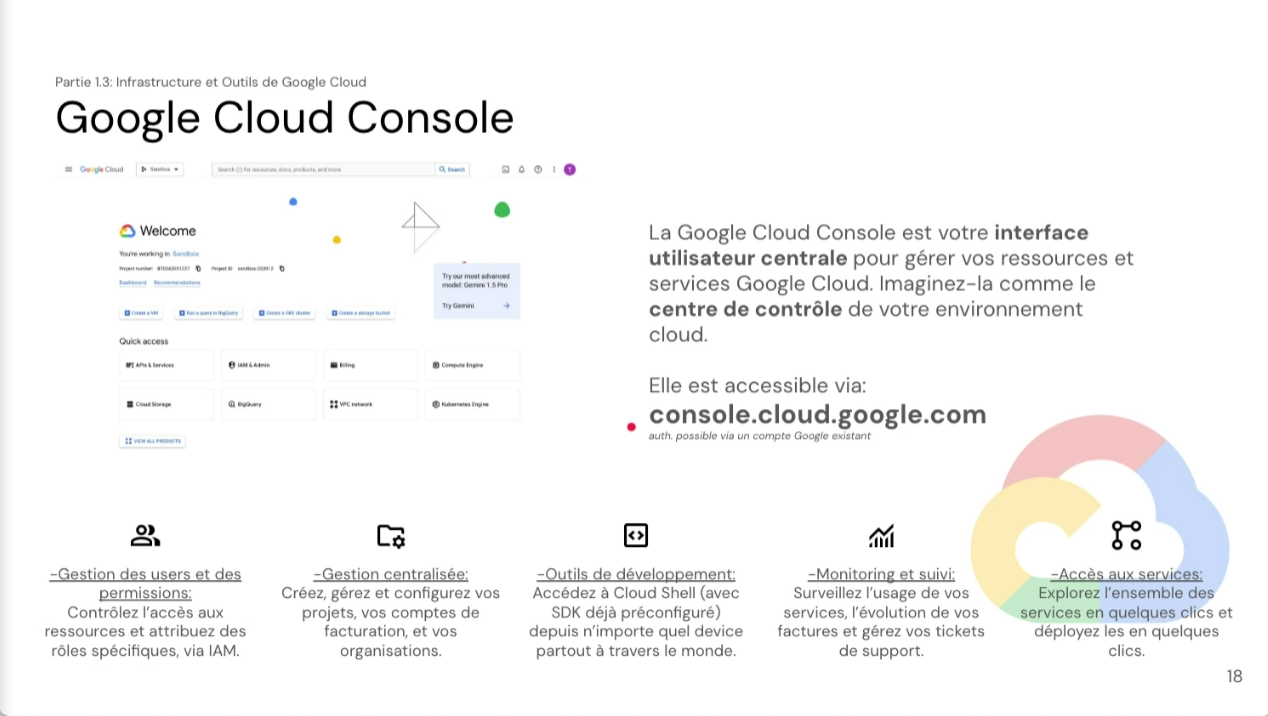 Partie 1.3: Infrastructure et Outils de Google Cloud
Google Cloud Console
Google Cloud
Sandbox
Search (/) for resources, docs, products, and more
Search
T
Welcome
You're working in Sandbox
Project number:
Project ID:
Dashboard Recommendations
Try our most advanced
model: Gemini 1.5 Pro
Try Gemini
Create a VM
Run a query in BigQuery
Create a GKE cluster
Create a storage bucket
Quick access
APIs & Services
IAM & Admin
Billing
Compute Engine
Cloud Storage
BigQuery
VPC network
Kubernetes Engine
VIEW ALL PRODUCTS
La Google Cloud Console est votre interface
utilisateur centrale pour gérer vos ressources et
services Google Cloud. Imaginez-la comme le
centre de contrôle de votre environnement
cloud.
Elle est accessible via:
console.cloud.google.com
auth. possible via un compte Google existant
-Gestion des users et des
permissions:
Contrôlez l'accès aux
ressources et attribuez des
rôles spécifiques, via IAM.
-Gestion centralisée:
Créez, gérez et configurez vos
projets, vos comptes de
facturation, et vos
organisations.
-Outils de développement:
Accédez à Cloud Shell (avec
SDK déjà préconfiguré)
depuis n'importe quel device
partout à travers le monde.
-Monitoring et suivi:
Surveillez l'usage de vos
services, l'évolution de vos
factures et gérez vos tickets
de support.
-Accès aux services:
Explorez l'ensemble des
services en quelques clics et
déployez les en quelques
clics.
18